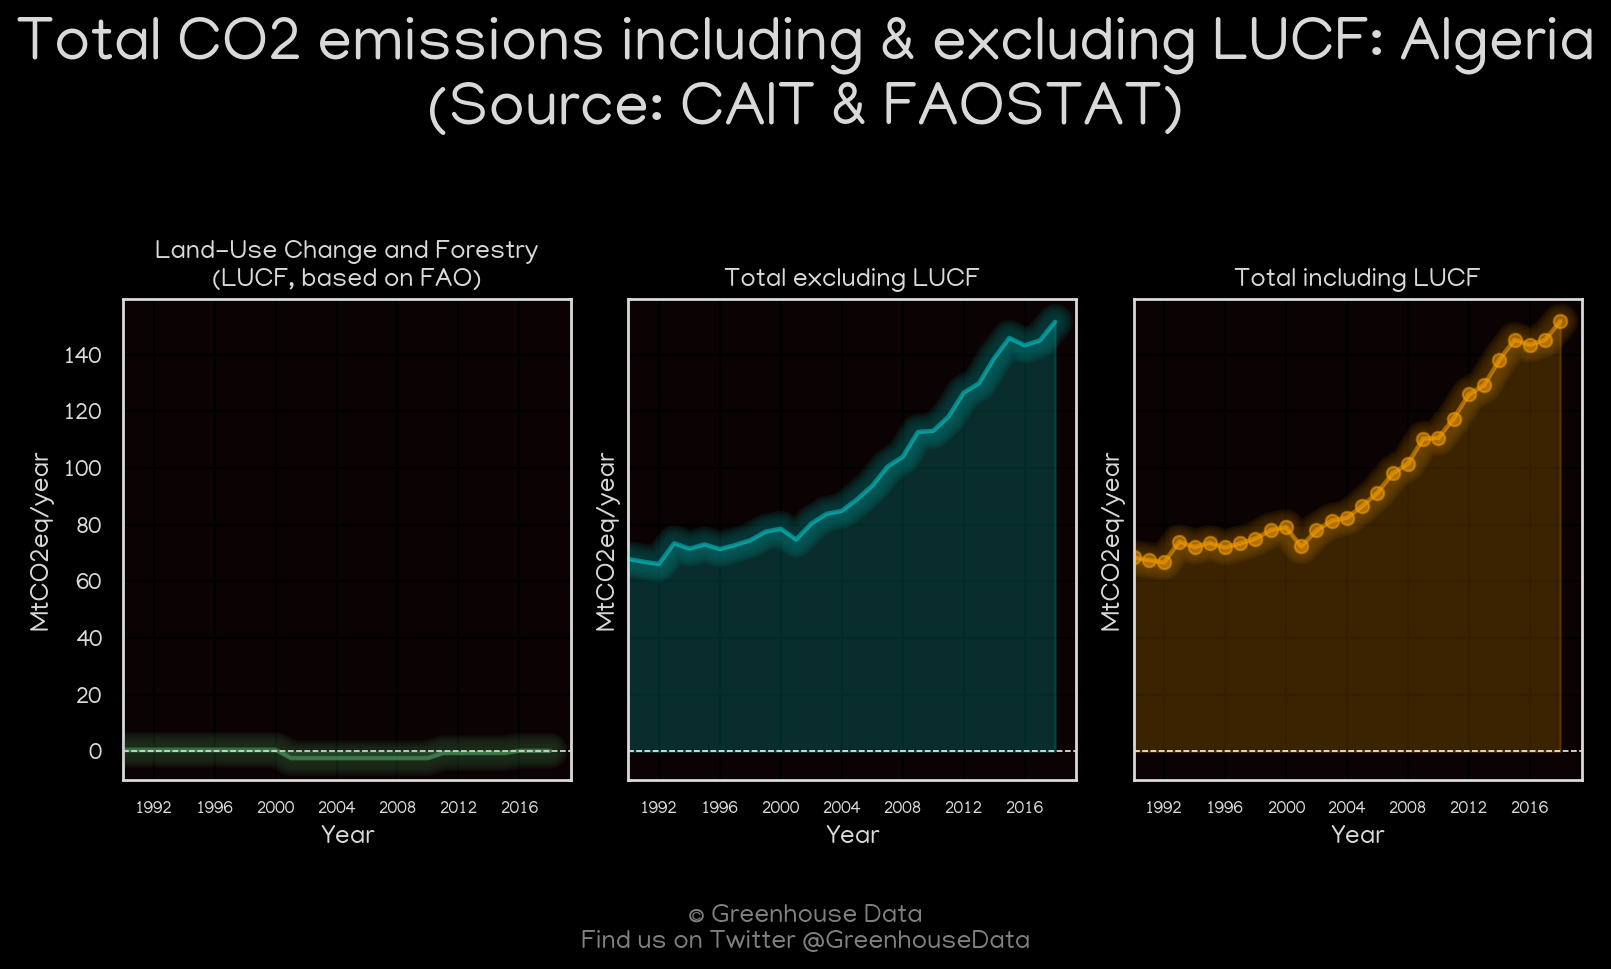 Total CO2 emissions including & excluding LUCF: Algeria
(Source: CAIT & FAOSTAT)
Land-Use Change and Forestry
(LUCF, based on FAO)
MtCO2eq/year
140
120
100
80
60
40
20
0
1992 1996 2000 2004 2008 2012 2016
Year
Total excluding LUCF
MtCO2eq/year
1992 1996 2000 2004 2008 2012 2016
Year
Total including LUCF
MtCO2eq/year
1992 1996 2000 2004 2008 2012 2016
Year
© Greenhouse Data
Find us on Twitter @GreenhouseData